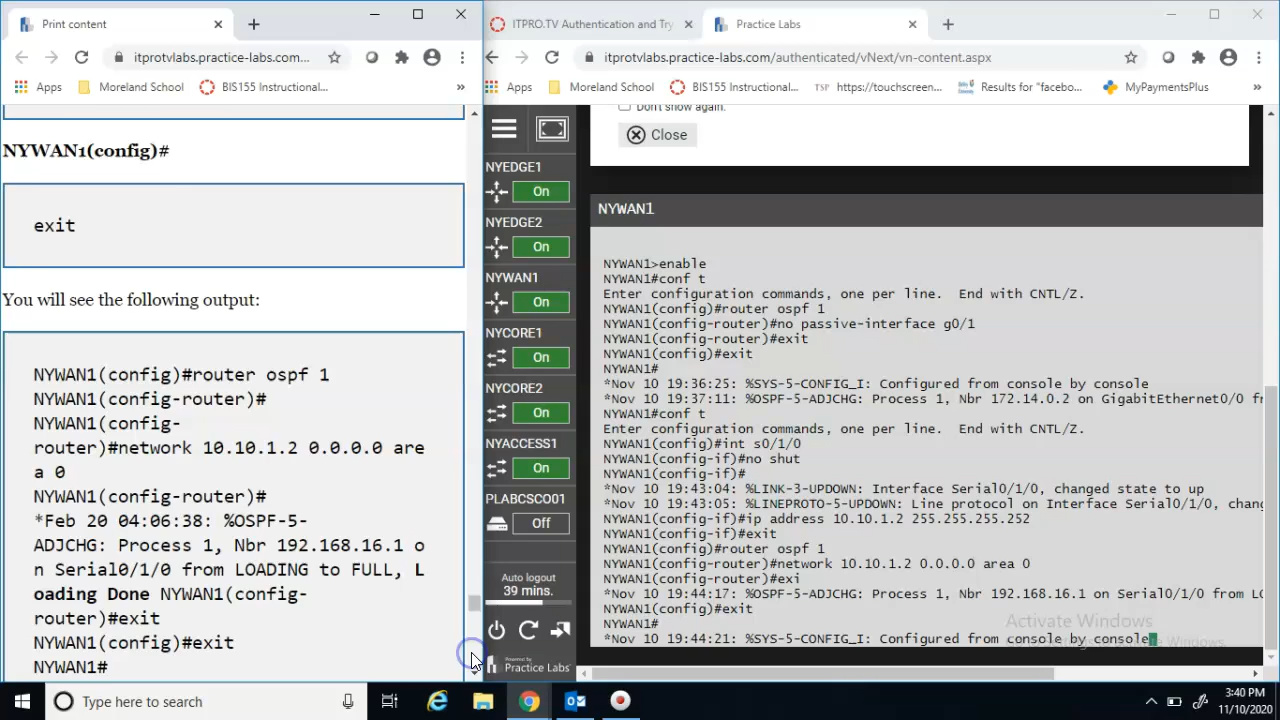 Print content
ITPRO.TV Authentication and Try
Practice Labs
itprotvlabs.practice-labs.com...
itprotvlabs.practice-labs.com/authenticated/vNext/vn-content.aspx
Apps
Moreland School
BIS155 Instructional...
»
Apps
Moreland School
BIS155 Instructional...
TSP
https://touchscreen...
Results for "facebo...
MyPaymentsPlus
»
NYWAN1(config)#
exit
You will see the following output:
NYWAN1(config)#router ospf 1
NYWAN1(config-router)#
NYWAN1(config-
router)#network 10.10.1.2 0.0.0.0 are
a 0
NYWAN1(config-router)#
*Feb 20 04:06:38: %OSPF-5-
ADJCHG: Process 1, Nbr 192.168.16.1 o
n Serial0/1/0 from LOADING to FULL, L
oading Done NYWAN1(config-
router)#exit
NYWAN1(config)#exit
NYWAN1#
NYEDGE1
On
NYEDGE2
On
NYWAN1
On
NYCORE1
On
NYCORE2
On
NYACCESS1
On
PLABCSCO01
Off
Auto logout
39 mins.
Powered by
Practice Labs
Don't show again.
Close
NYWAN1
NYWAN1>enable
NYWAN1#conf t
Enter configuration commands, one per line.  End with CNTL/Z.
NYWAN1(config)#router ospf 1
NYWAN1(config-router)#no passive-interface g0/1
NYWAN1(config-router)#exit
NYWAN1(config)#exit
NYWAN1#
*Nov 10 19:36:25: %SYS-5-CONFIG_I: Configured from console by console
*Nov 10 19:37:11: %OSPF-5-ADJCHG: Process 1, Nbr 172.14.0.2 on GigabitEthernet0/0 fr
NYWAN1#conf t
Enter configuration commands, one per line.  End with CNTL/Z.
NYWAN1(config)#int s0/1/0
NYWAN1(config-if)#no shut
NYWAN1(config-if)#
*Nov 10 19:43:04: %LINK-3-UPDOWN: Interface Serial0/1/0, changed state to up
*Nov 10 19:43:05: %LINEPROTO-5-UPDOWN: Line protocol on Interface Serial0/1/0, chang
NYWAN1(config-if)#ip address 10.10.1.2 255.255.255.252
NYWAN1(config-if)#exit
NYWAN1(config)#router ospf 1
NYWAN1(config-router)#network 10.10.1.2 0.0.0.0 area 0
NYWAN1(config-router)#exi
*Nov 10 19:44:17: %OSPF-5-ADJCHG: Process 1, Nbr 192.168.16.1 on Serial0/1/0 from LO
NYWAN1(config)#exit
NYWAN1#
*Nov 10 19:44:21: %SYS-5-CONFIG_I: Configured from console by console
Activate Windows
Type here to search
3:40 PM
11/10/2020